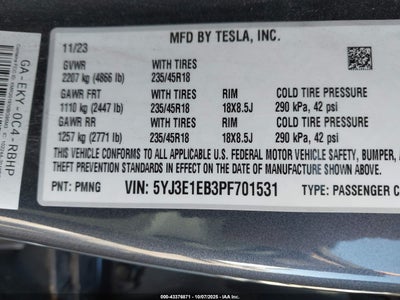 MFD BY TESLA, INC.
11/23
GVWR WITH TIRES
2207 kg (4866 lb) 235/45R18
GAWR FRT WITH TIRES RIM COLD TIRE PRESSURE
1110 kg (2447 lb) 235/45R18 18X8.5J 290 kPa, 42 psi
GAWR RR WITH TIRES RIM COLD TIRE PRESSURE
1257 kg (2771 lb) 235/45R18 18X8.5J 290 kPa, 42 psi
THIS VEHICLE CONFORMS TO ALL APPLICABLE U.S. FEDERAL MOTOR VEHICLE SAFETY, BUMPER,
THEFT PREVENTION STANDARDS IN EFFECT ON THE DATE OF MANUFACTURE SHOWN ABOVE.
PNT: PMNG VIN: 5YJ3E1EB3PF701531 TYPE: PASSENGER C
GA-EKY-0C4-RBHP
00-43376871 - 10/07/2025 - IAAI